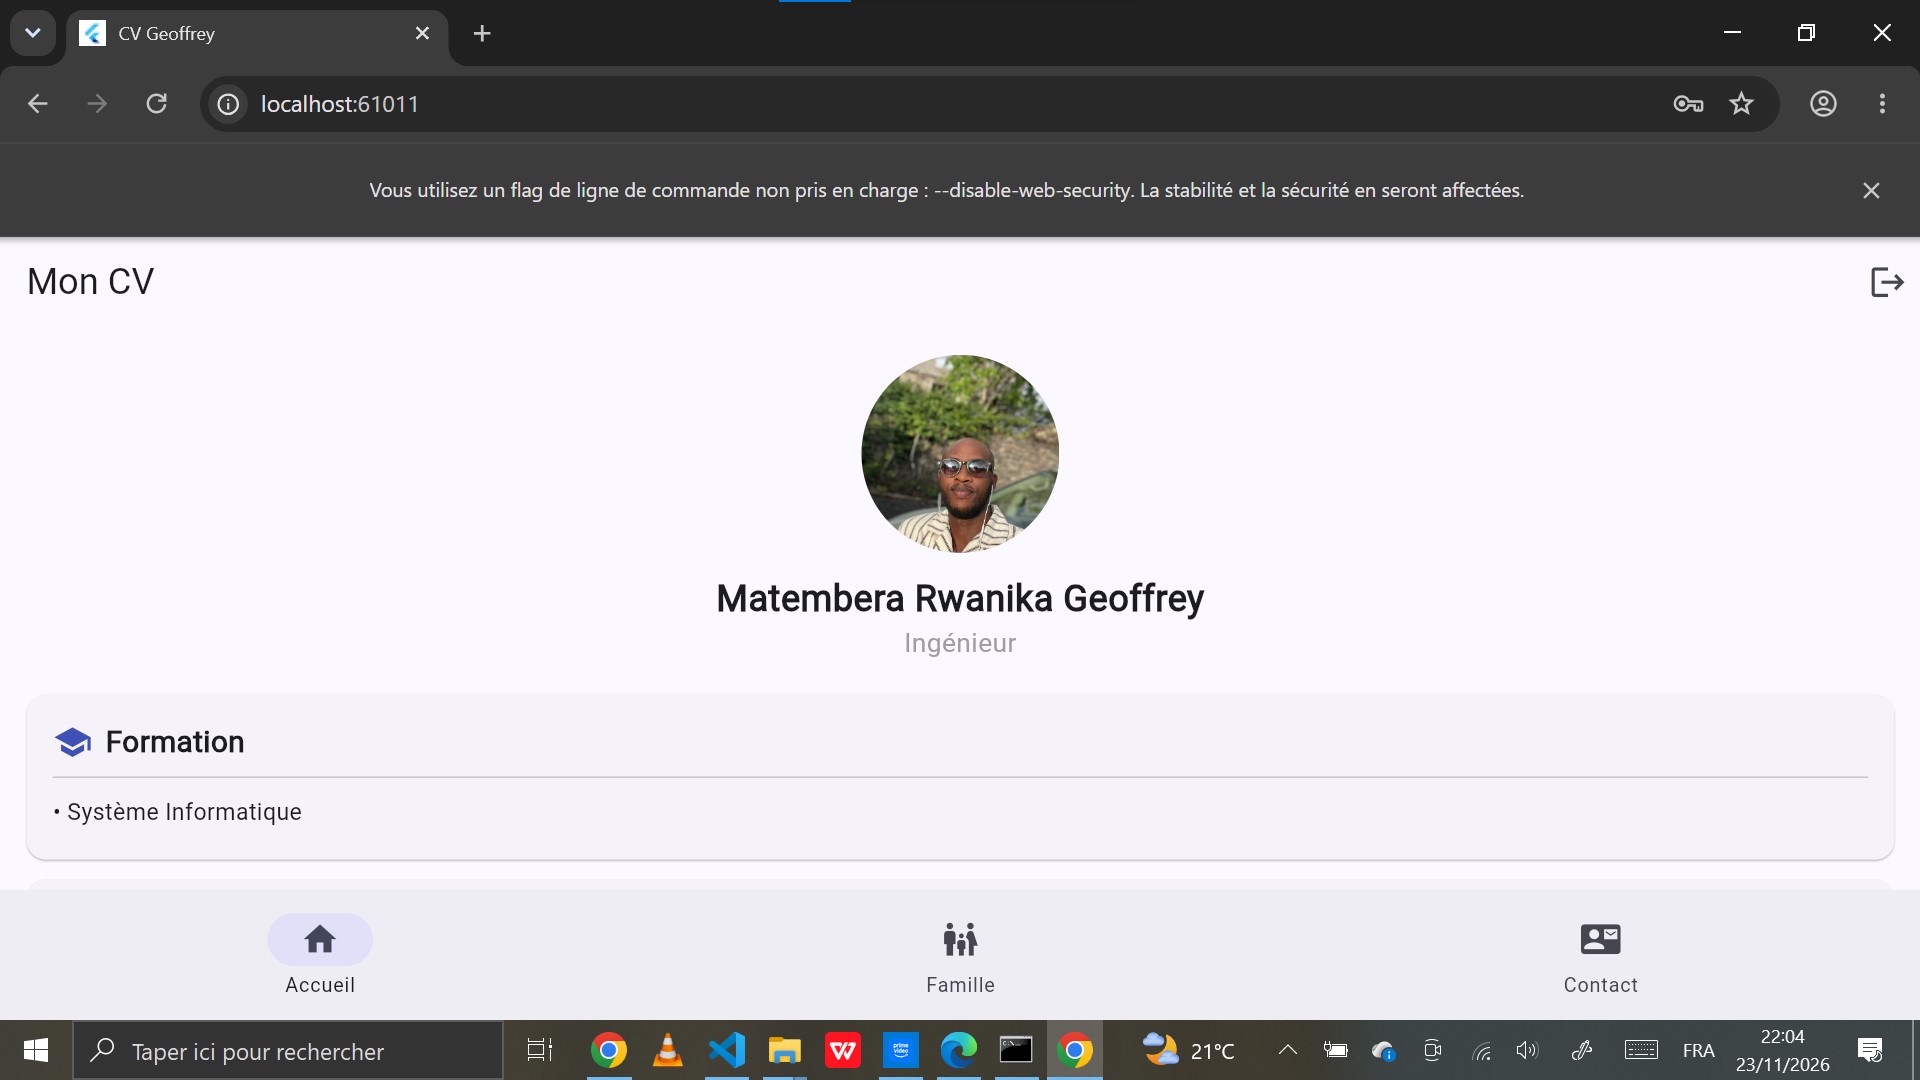 CV Geoffrey
localhost:61011
Vous utilisez un flag de ligne de commande non pris en charge : --disable-web-security. La stabilité et la sécurité en seront affectées.
Mon CV
Matembera Rwanika Geoffrey
Ingénieur
Formation
• Système Informatique
Accueil
Famille
Contact
Taper ici pour rechercher
prime video
21°C
FRA
22:04
23/11/2026